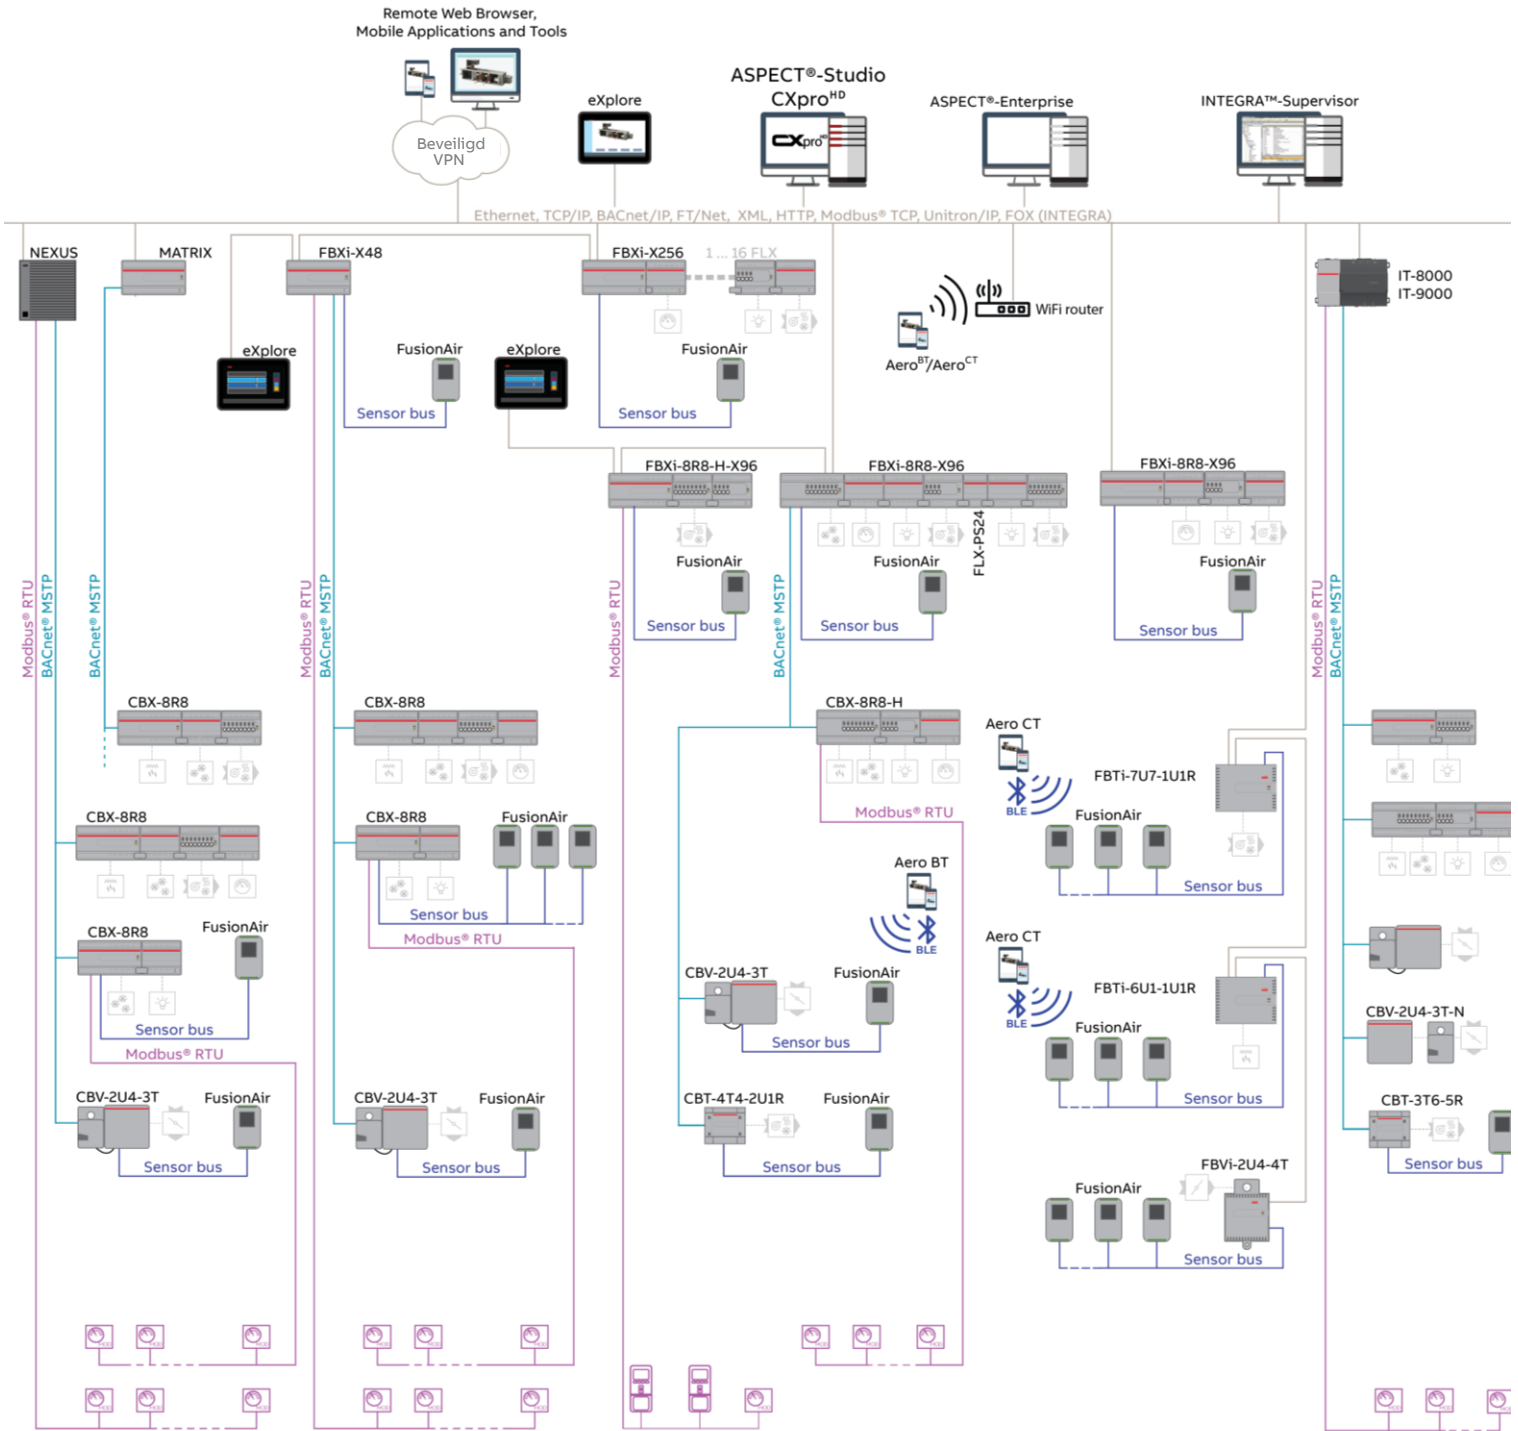 Remote Web Browser,
Mobile Applications and Tools
Beveiligd
VPN
eXplore
ASPECT®-Studio
CXpro^HD
CXpro^HD
ASPECT®-Enterprise
INTEGRA™-Supervisor
Ethernet, TCP/IP, BACnet/IP, FT/Net, XML, HTTP, Modbus® TCP, Unitron/IP, FOX (INTEGRA)
NEXUS
MATRIX
FBXi-X48
FBXi-X256
1 ... 16 FLX
IT-8000
IT-9000
WiFi router
Aero^BT/Aero^CT
eXplore
FusionAir
Sensor bus
eXplore
FusionAir
Sensor bus
FBXi-8R8-H-X96
FBXi-8R8-X96
FBXi-8R8-X96
FLX-PS24
FusionAir
Sensor bus
FusionAir
Sensor bus
FusionAir
Sensor bus
Modbus® RTU
BACnet® MSTP
BACnet® MSTP
Modbus® RTU
BACnet® MSTP
Modbus® RTU
BACnet® MSTP
Modbus® RTU
BACnet® MSTP
CBX-8R8
CBX-8R8
CBX-8R8-H
Modbus® RTU
Aero CT
BLE
FBTi-7U7-1U1R
FusionAir
Sensor bus
CBX-8R8
CBX-8R8
FusionAir
Sensor bus
Modbus® RTU
Aero BT
BLE
CBX-8R8
FusionAir
Sensor bus
Modbus® RTU
CBV-2U4-3T
FusionAir
Sensor bus
Aero CT
BLE
FBTi-6U1-1U1R
FusionAir
Sensor bus
CBV-2U4-3T-N
CBV-2U4-3T
FusionAir
Sensor bus
CBV-2U4-3T
FusionAir
Sensor bus
CBT-4T4-2U1R
FusionAir
Sensor bus
CBT-3T6-5R
Sensor bus
FBVi-2U4-4T
FusionAir
Sensor bus